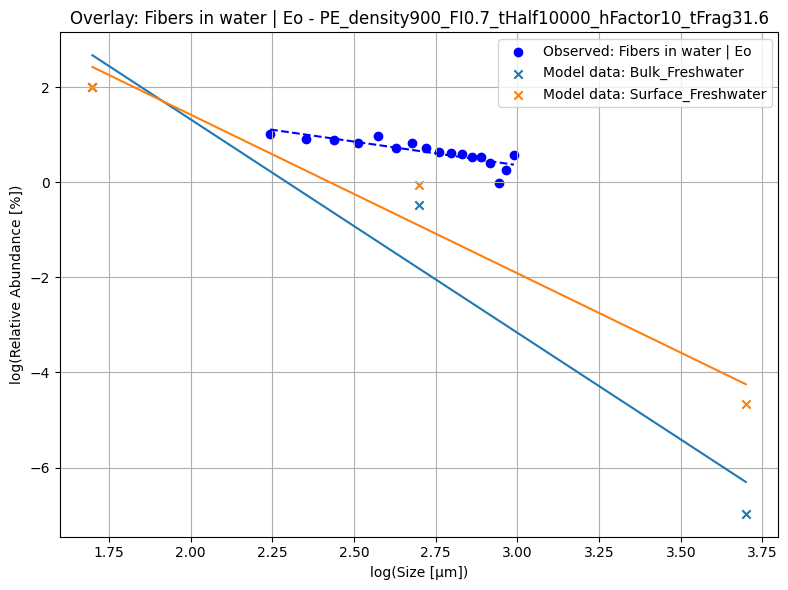 Overlay: Fibers in water | Eo - PE_density900_FI0.7_tHalf10000_hFactor10_tFrag31.6
Observed: Fibers in water | Eo
Model data: Bulk_Freshwater
Model data: Surface_Freshwater
log(Relative Abundance [%])
2
0
−2
−4
−6
1.75 2.00 2.25 2.50 2.75 3.00 3.25 3.50 3.75
log(Size [µm])